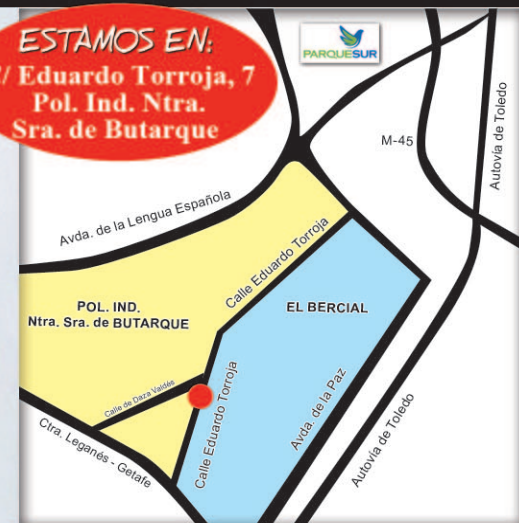 ESTAMOS EN:
C/ Eduardo Torroja, 7
Pol. Ind. Ntra.
Sra. de Butarque
PARQUESUR
M-45
Autovía de Toledo
Avda. de la Lengua Española
Calle Eduardo Torroja
POL. IND.
Ntra. Sra. de BUTARQUE
EL BERCIAL
Calle de Daza Valdés
Calle Eduardo Torroja
Avda. de la Paz
Autovía de Toledo
Ctra. Leganés - Getafe